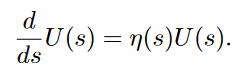 d/ds U(s) = η(s)U(s).